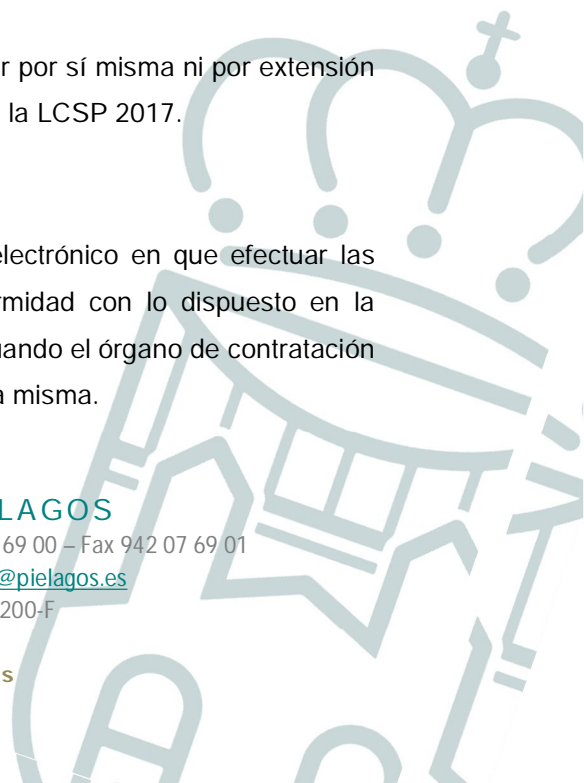 r por sí misma ni por extensión
la LCSP 2017.
electrónico en que efectuar las
rmidad con lo dispuesto en la
uando el órgano de contratación
a misma.
LAGOS
69 00 – Fax 942 07 69 01
@pielagos.es
200-F
s